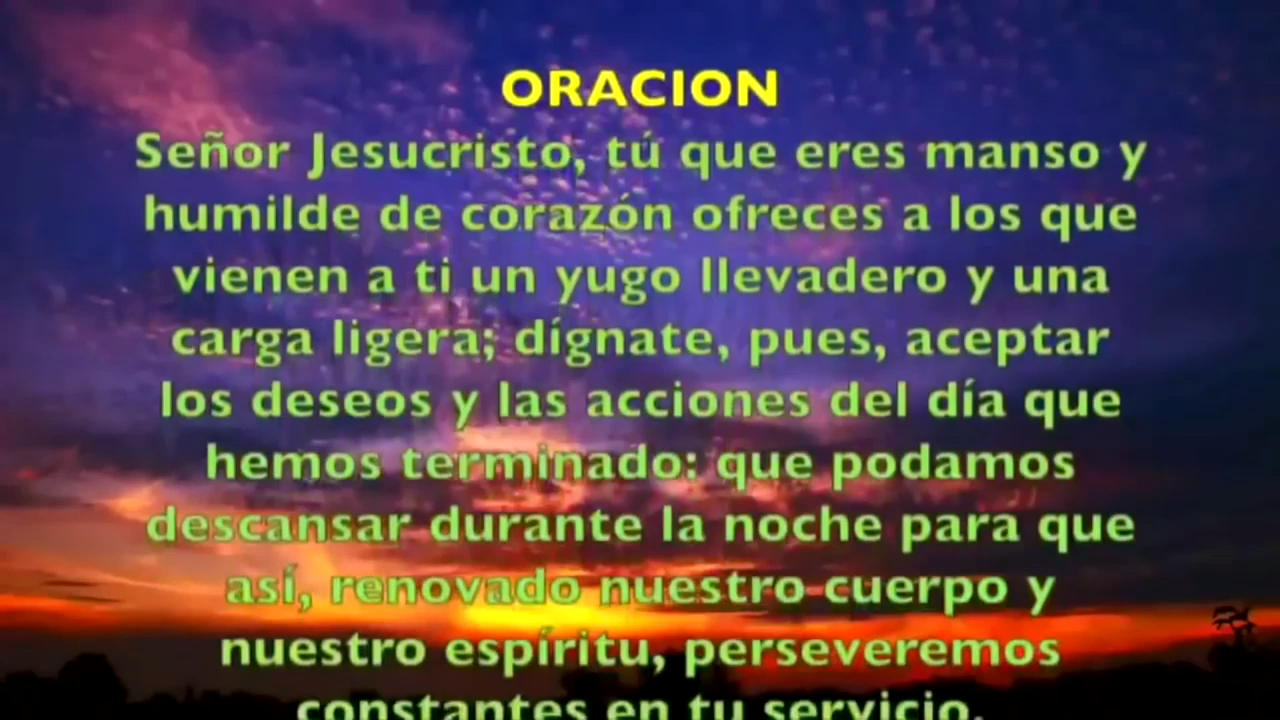 ORACION
Señor Jesucristo, tú que eres manso y
humilde de corazón ofreces a los que
vienen a ti un yugo llevadero y una
carga ligera; dígnate, pues, aceptar
los deseos y las acciones del día que
hemos terminado: que podamos
descansar durante la noche para que
así, renovado nuestro cuerpo y
nuestro espíritu, perseveremos
constantes en tu servicio.